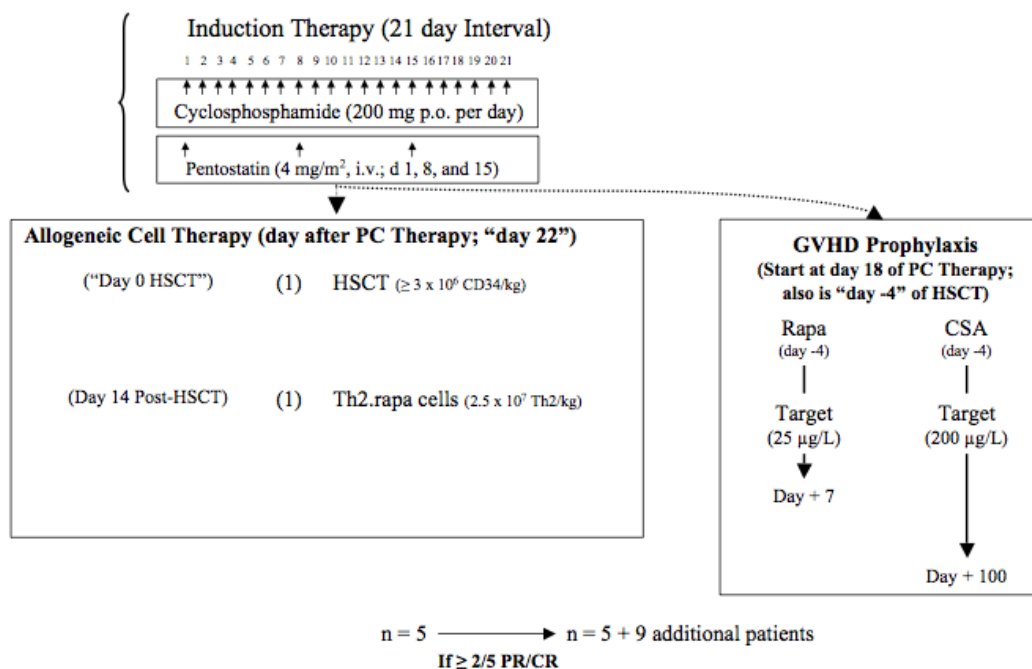 Induction Therapy (21 day Interval)
1 2 3 4 5 6 7 8 9 10 11 12 13 14 15 16 17 18 19 20 21
Cyclosphosphamide (200 mg p.o. per day)
Pentostatin (4 mg/m², i.v.; d 1, 8, and 15)
Allogeneic Cell Therapy (day after PC Therapy; “day 22”)
(“Day 0 HSCT”) (1) HSCT (≥ 3 x 10⁶ CD34/kg)
(Day 14 Post-HSCT) (1) Th2.rapa cells (2.5 x 10⁷ Th2/kg)
GVHD Prophylaxis
(Start at day 18 of PC Therapy;
also is “day -4” of HSCT)
Rapa CSA
(day -4) (day -4)
Target Target
(25 µg/L) (200 µg/L)
Day + 7
Day + 100
n = 5 n = 5 + 9 additional patients
If ≥ 2/5 PR/CR